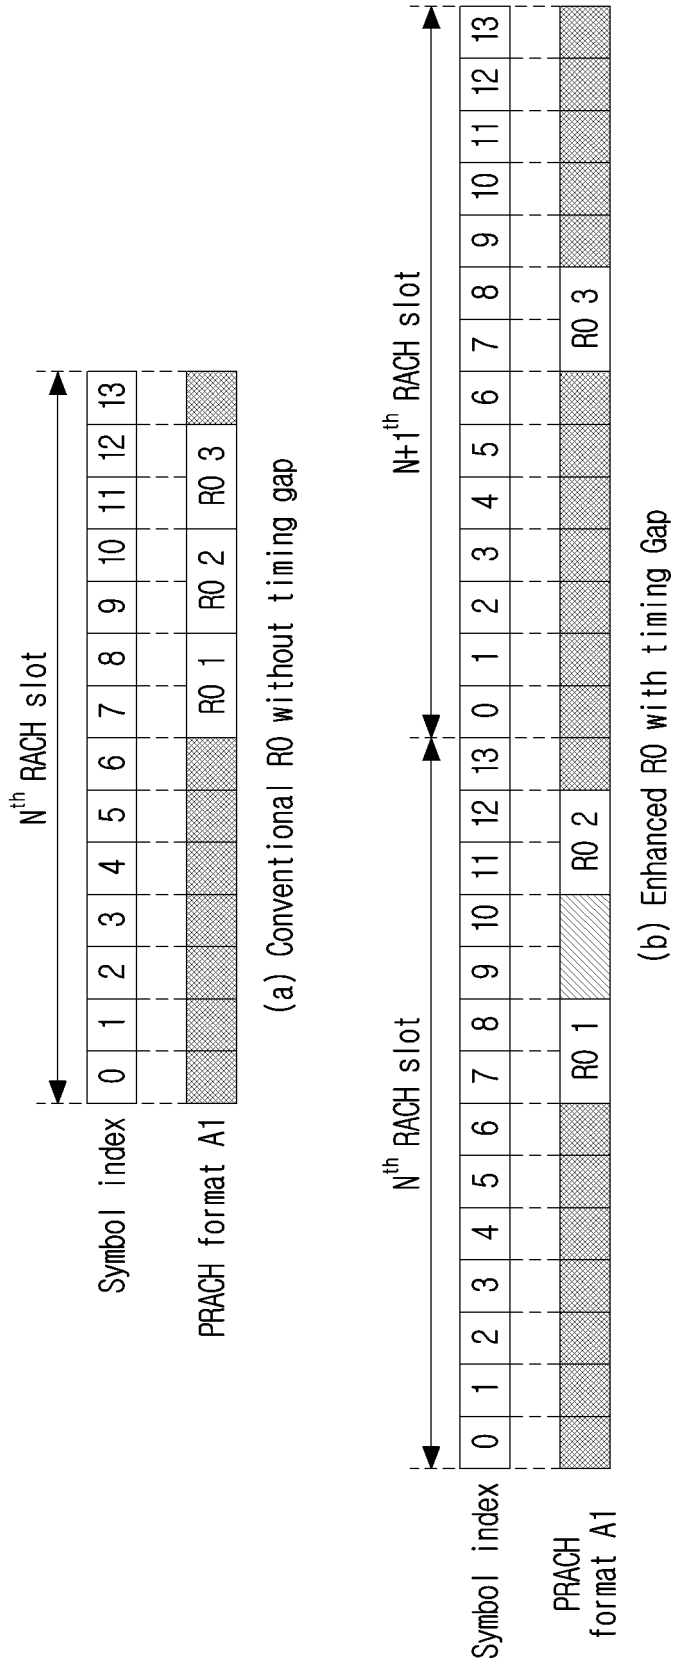 Nth RACH slot
Symbol index 0 1 2 3 4 5 6 7 8 9 10 11 12 13
PRACH format A1 RO 1 RO 2 RO 3
(a) Conventional RO without timing gap
Nth RACH slot N+1th RACH slot
Symbol index 0 1 2 3 4 5 6 7 8 9 10 11 12 13 0 1 2 3 4 5 6 7 8 9 10 11 12 13
PRACH
format A1 RO 1 RO 2 RO 3
(b) Enhanced RO with timing Gap